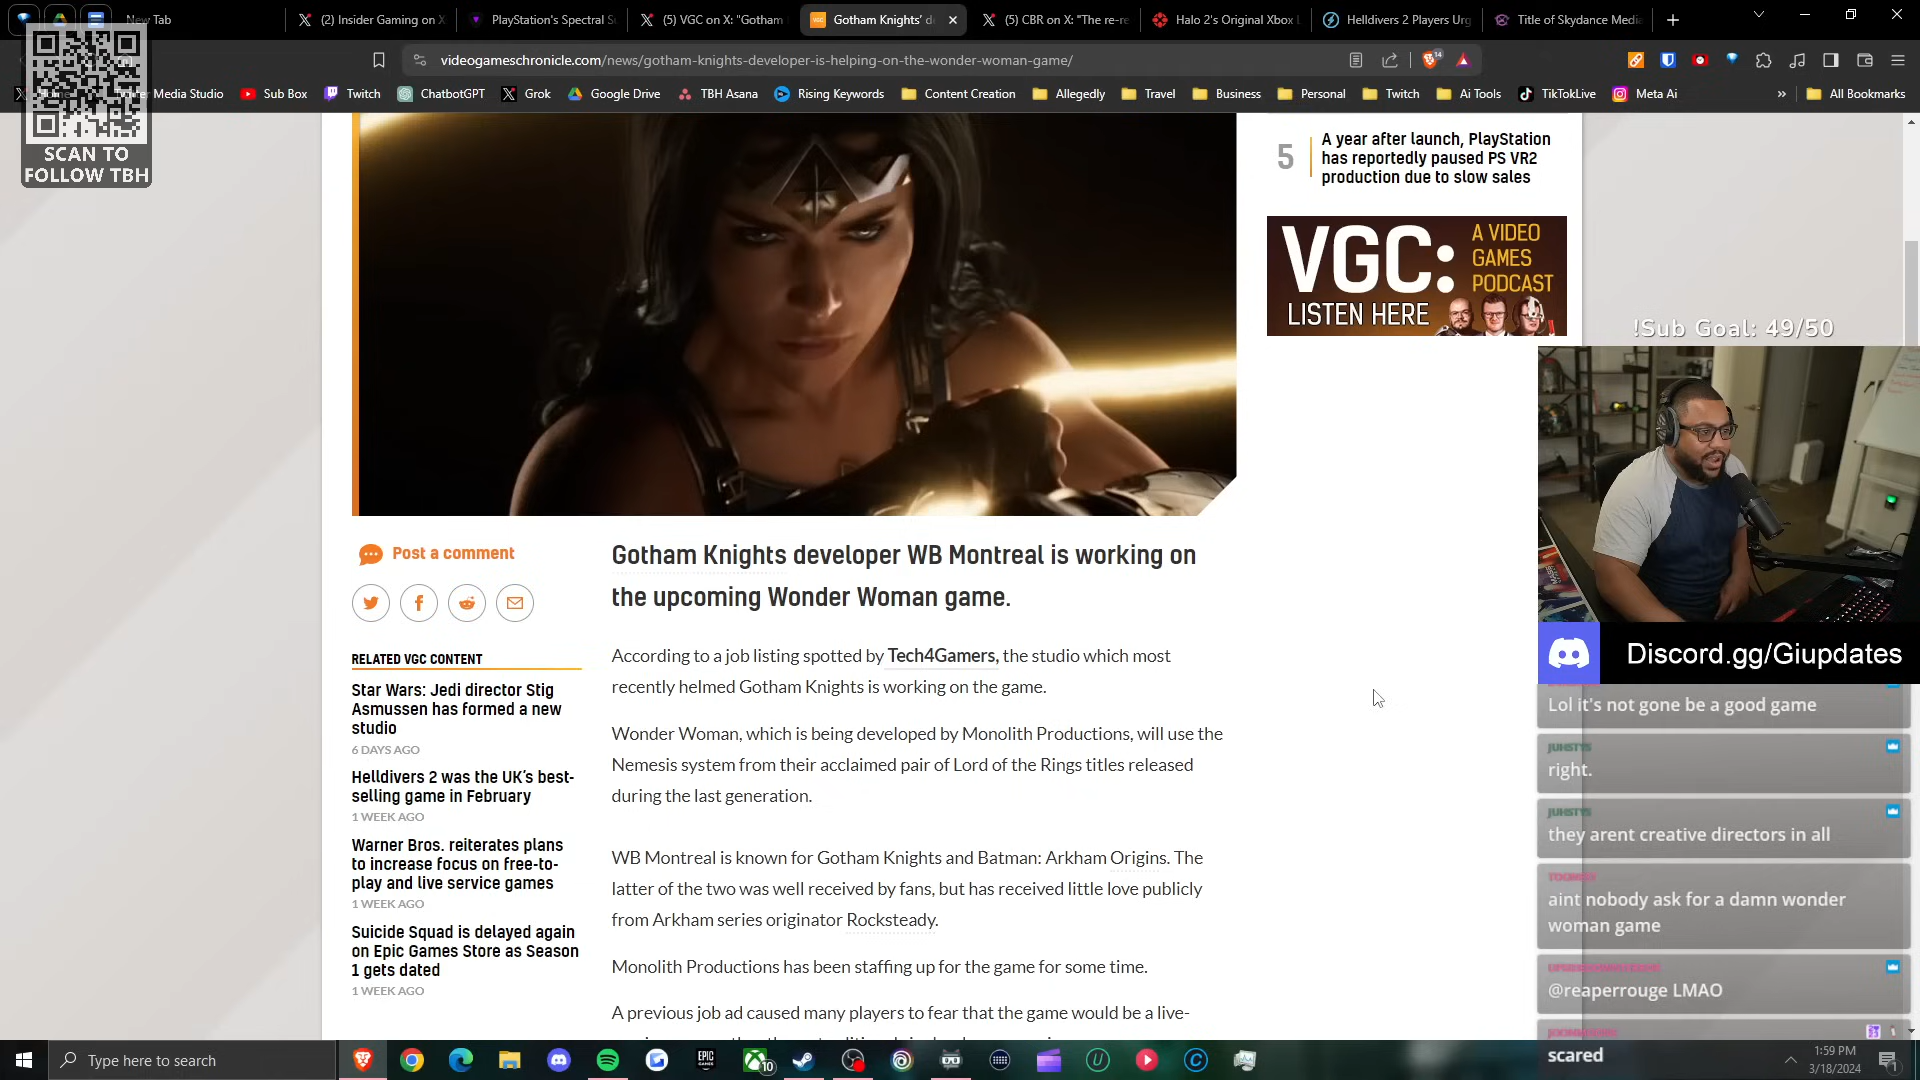 New Tab
(2) Insider Gaming on X
PlayStation's Spectral S
(5) VGC on X: "Gotham
Gotham Knights' d
(5) CBR on X: "The re-re
Halo 2's Original Xbox L
Helldivers 2 Players Urg
Title of Skydance Media
videogameschronicle.com/news/gotham-knights-developer-is-helping-on-the-wonder-woman-game/
14
Media Studio
Sub Box
Twitch
ChatbotGPT
Grok
Google Drive
TBH Asana
Rising Keywords
Content Creation
Allegedly
Travel
Business
Personal
Twitch
Ai Tools
TikTokLive
Meta Ai
All Bookmarks
SCAN TO
FOLLOW TBH
5
A year after launch, PlayStation
has reportedly paused PS VR2
production due to slow sales
VGC:
A VIDEO
GAMES
PODCAST
LISTEN HERE
!Sub Goal: 49/50
Post a comment
RELATED VGC CONTENT
Star Wars: Jedi director Stig
Asmussen has formed a new
studio
6 DAYS AGO
Helldivers 2 was the UK's best-
selling game in February
1 WEEK AGO
Warner Bros. reiterates plans
to increase focus on free-to-
play and live service games
1 WEEK AGO
Suicide Squad is delayed again
on Epic Games Store as Season
1 gets dated
1 WEEK AGO
Gotham Knights developer WB Montreal is working on
the upcoming Wonder Woman game.
According to a job listing spotted by Tech4Gamers, the studio which most
recently helmed Gotham Knights is working on the game.
Wonder Woman, which is being developed by Monolith Productions, will use the
Nemesis system from their acclaimed pair of Lord of the Rings titles released
during the last generation.
WB Montreal is known for Gotham Knights and Batman: Arkham Origins. The
latter of the two was well received by fans, but has received little love publicly
from Arkham series originator Rocksteady.
Monolith Productions has been staffing up for the game for some time.
A previous job ad caused many players to fear that the game would be a live-
Discord.gg/Giupdates
Lol it's not gone be a good game
JUHSTYS
right.
JUHSTYS
they arent creative directors in all
aint nobody ask for a damn wonder
woman game
@reaperrouge LMAO
scared
Type here to search
EPIC
GAMES
10
1:59 PM
3/18/2024
1